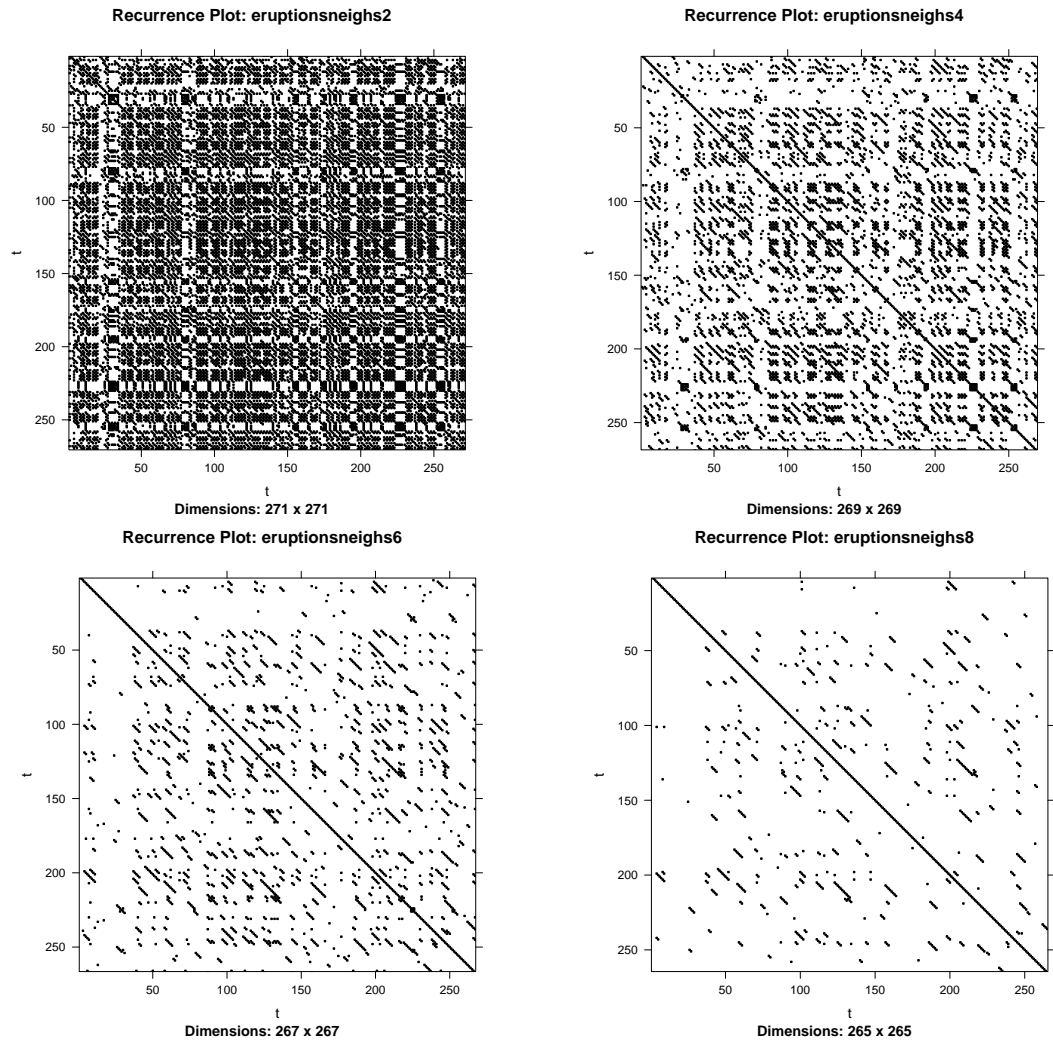 Recurrence Plot: eruptionsneighs2
50
100
150
200
250
t
50 100 150 200 250
t
Dimensions: 271 x 271
Recurrence Plot: eruptionsneighs4
50
100
150
200
250
t
50 100 150 200 250
t
Dimensions: 269 x 269
Recurrence Plot: eruptionsneighs6
50
100
150
200
250
t
50 100 150 200 250
t
Dimensions: 267 x 267
Recurrence Plot: eruptionsneighs8
50
100
150
200
250
t
50 100 150 200 250
t
Dimensions: 265 x 265